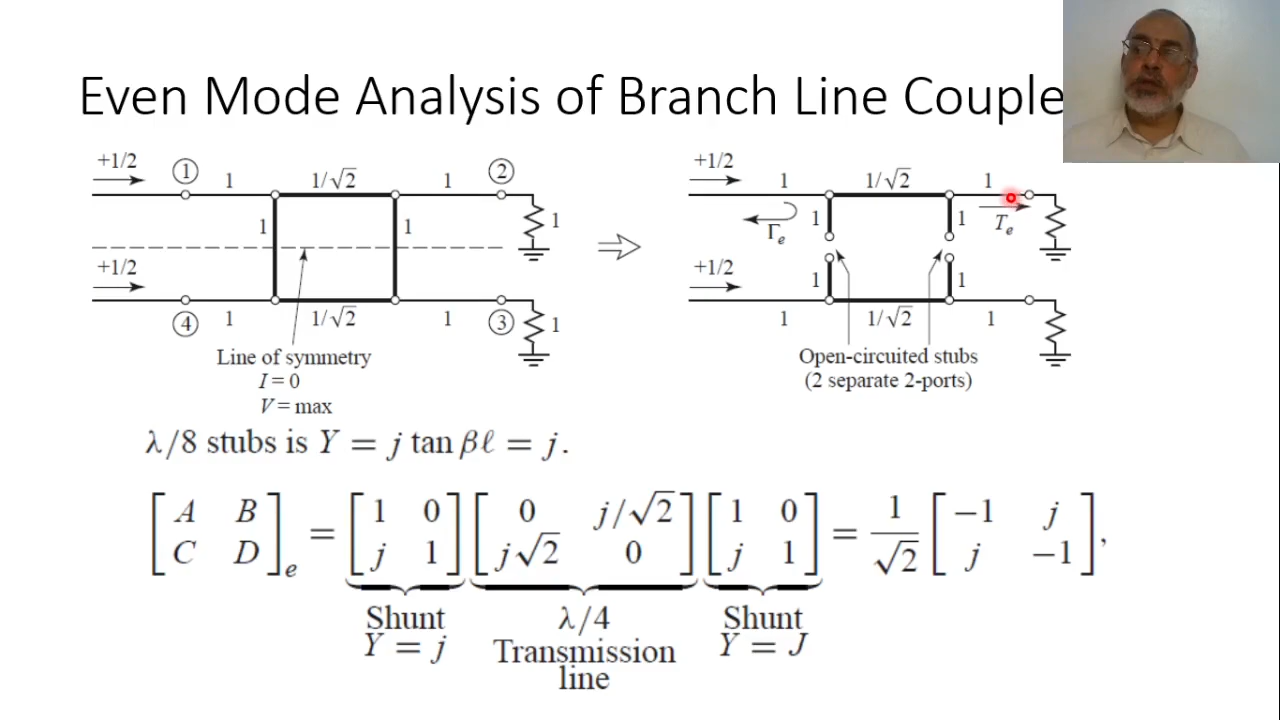 Even Mode Analysis of Branch Line Couple
+1/2 ① 1 1/√2 1 ②
1 1 1
+1/2
④ 1 1/√2 1 ③ 1
Line of symmetry
I = 0
V = max
⇒
+1/2 1 1/√2 1
Γe 1 1 Te
+1/2 1 1
1 1/√2 1
Open-circuited stubs
(2 separate 2-ports)
λ/8 stubs is Y = j tan βℓ = j.
[A B; C D]e = [1 0; j 1] [0 j/√2; j√2 0] [1 0; j 1] = 1/√2 [−1 j; j −1],
Shunt λ/4 Shunt
Y = j Transmission Y = J
line